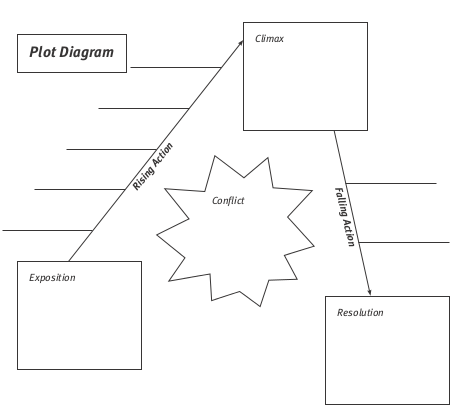 Plot Diagram
Climax
Rising Action
Conflict
Falling Action
Exposition
Resolution